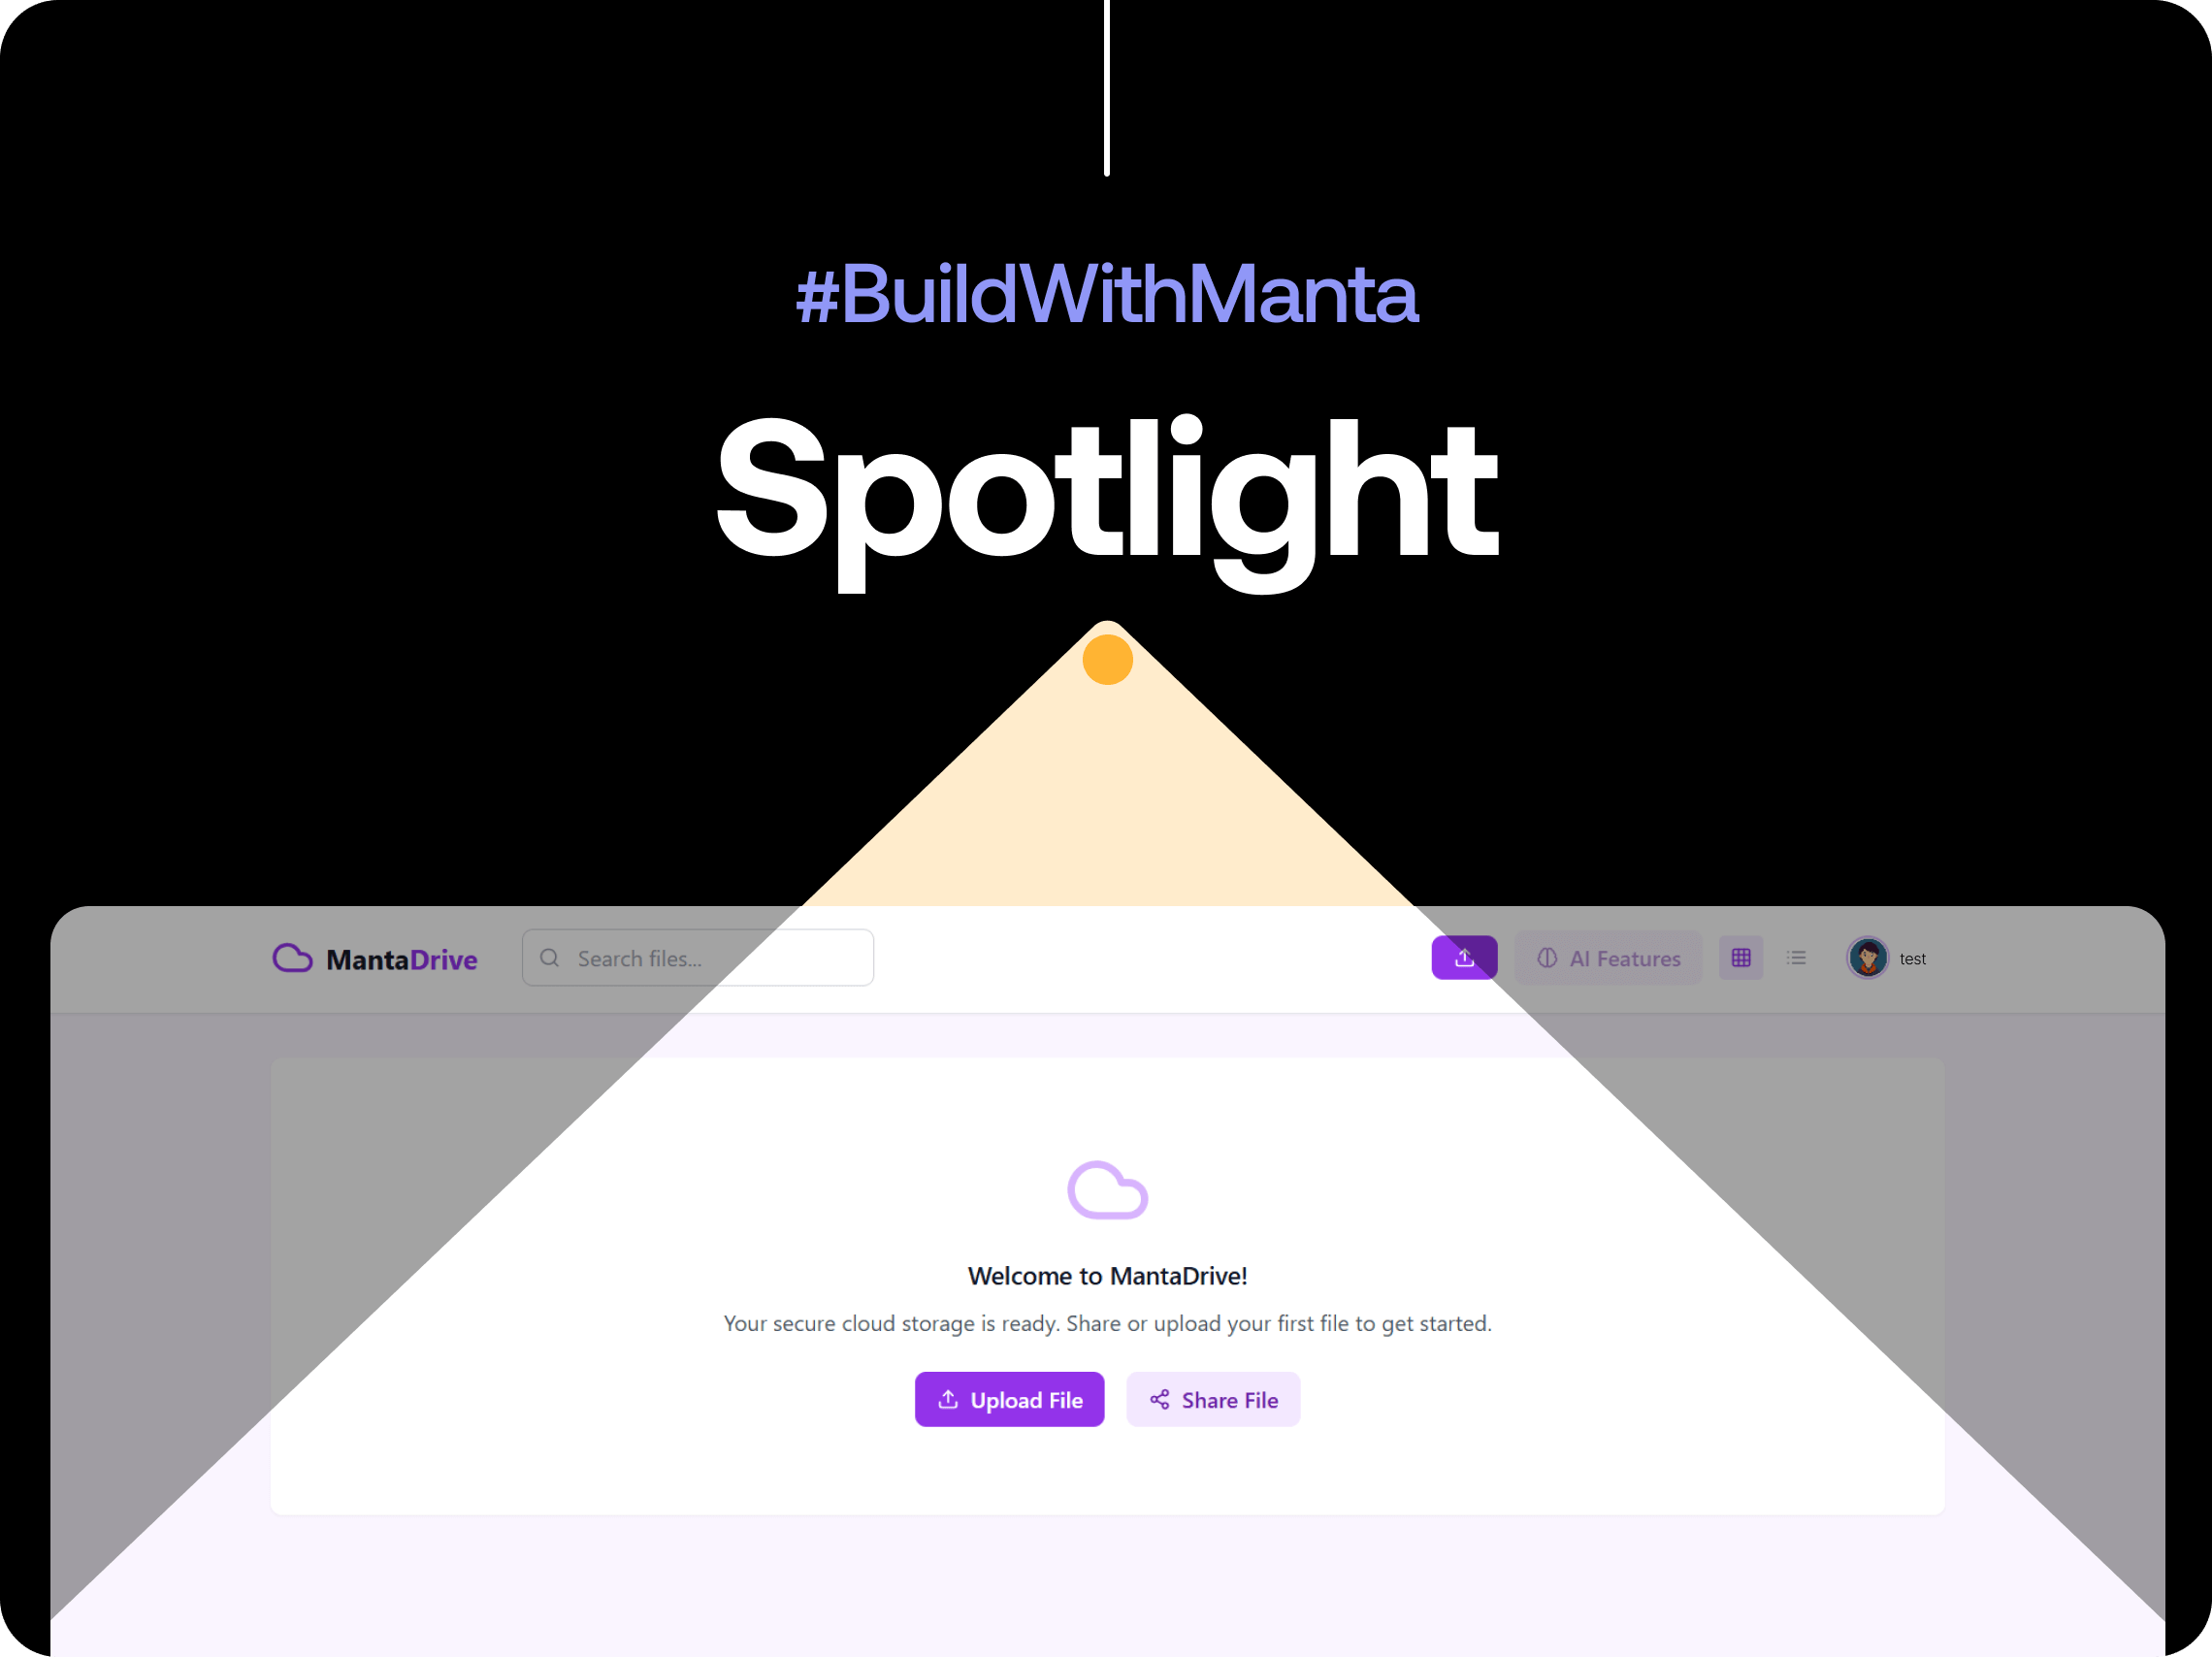 #BuildWithManta
Spotlight
MantaDrive
Search files...
AI Features
test
Welcome to MantaDrive!
Your secure cloud storage is ready. Share or upload your first file to get started.
Upload File
Share File